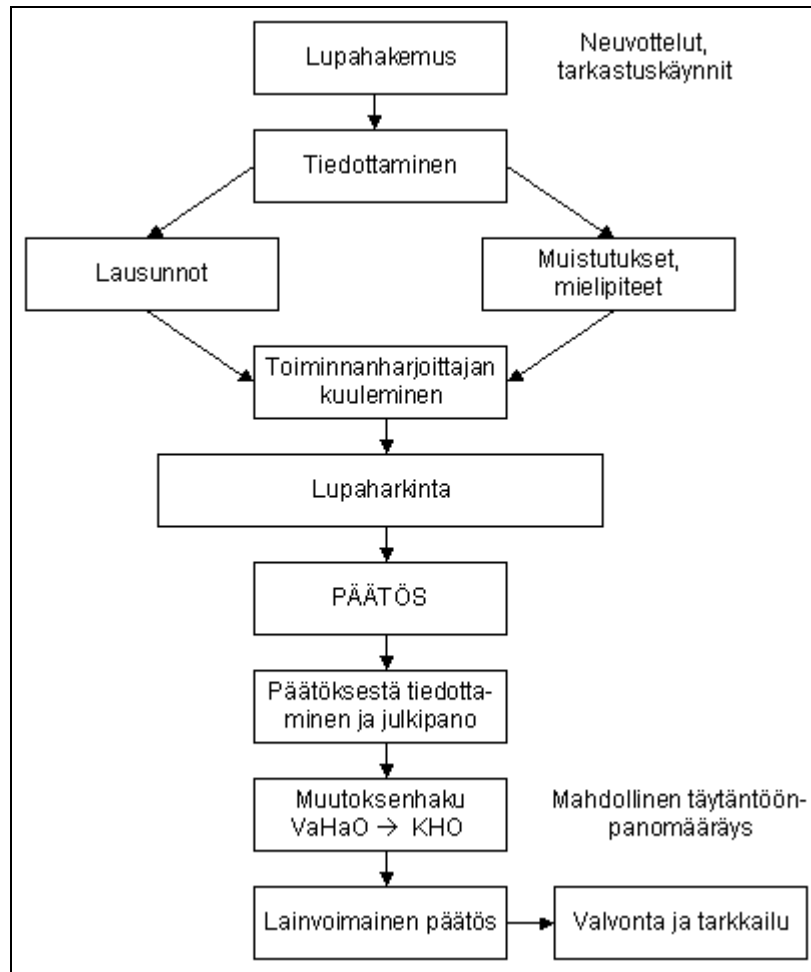 Lupahakemus
Neuvottelut,
tarkastuskäynnit
Tiedottaminen
Lausunnot
Muistutukset,
mielipiteet
Toiminnanharjoittajan
kuuleminen
Lupaharkinta
PÄÄTÖS
Päätöksestä tiedotta-
minen ja julkipano
Muutoksenhaku
VaHaO → KHO
Mahdollinen täytäntöön-
panomääräys
Lainvoimainen päätös
Valvonta ja tarkkailu